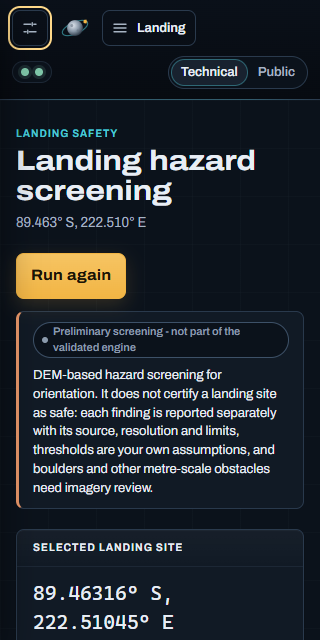 Landing
Technical Public
LANDING SAFETY
Landing hazard
screening
89.463° S, 222.510° E
Run again
Preliminary screening - not part of the
validated engine
DEM-based hazard screening for
orientation. It does not certify a landing site
as safe: each finding is reported separately
with its source, resolution and limits,
thresholds are your own assumptions, and
boulders and other metre-scale obstacles
need imagery review.
SELECTED LANDING SITE
89.46316° S,
222.51045° E